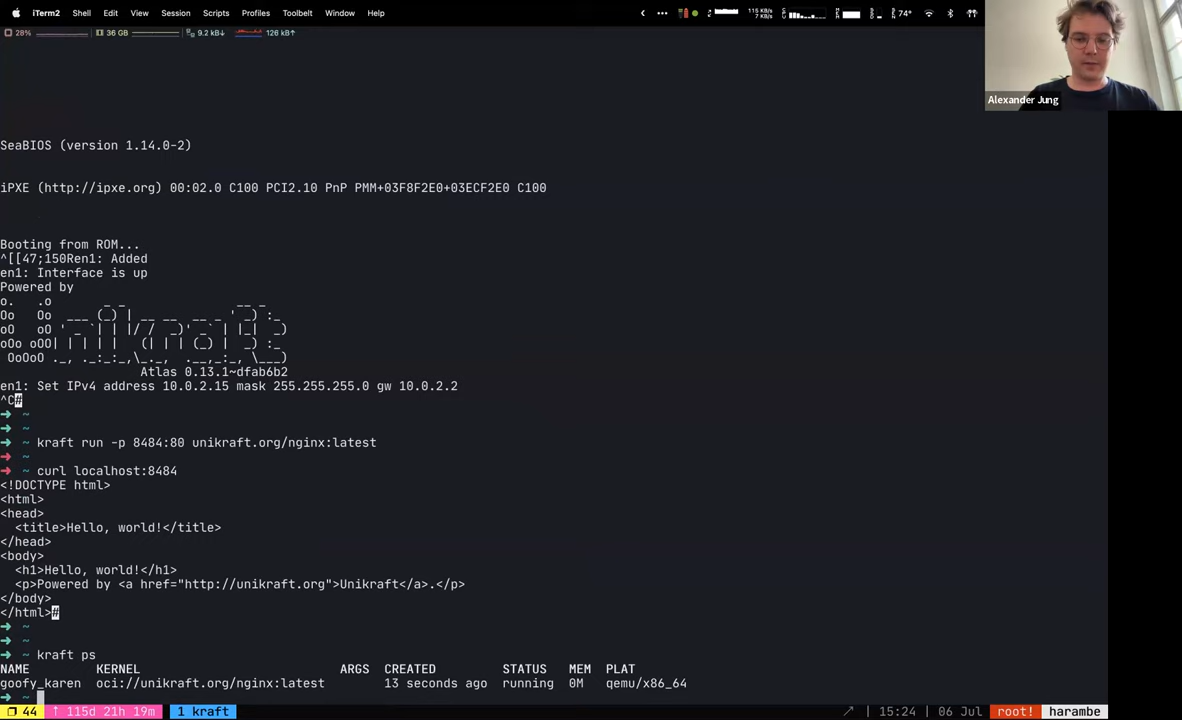 iTerm2 Shell Edit View Session Scripts Profiles Toolbelt Window Help
115 KB/s
7 KB/s
74°
28% 36 GB 9.2 kB↓ 126 kB↑
Alexander Jung
SeaBIOS (version 1.14.0-2)
iPXE (http://ipxe.org) 00:02.0 C100 PCI2.10 PnP PMM+03F8F2E0+03ECF2E0 C100
Booting from ROM...
^[[47;150Ren1: Added
en1: Interface is up
Powered by
Atlas 0.13.1~dfab6b2
en1: Set IPv4 address 10.0.2.15 mask 255.255.255.0 gw 10.0.2.2
^C#
➜ ~
➜ ~
➜ ~ kraft run -p 8484:80 unikraft.org/nginx:latest
➜ ~
➜ ~ curl localhost:8484
<!DOCTYPE html>
<html>
<head>
  <title>Hello, world!</title>
</head>
<body>
  <h1>Hello, world!</h1>
  <p>Powered by <a href="http://unikraft.org">Unikraft</a>.</p>
</body>
</html>#
➜ ~
➜ ~
➜ ~ kraft ps
NAME KERNEL ARGS CREATED STATUS MEM PLAT
goofy_karen oci://unikraft.org/nginx:latest 13 seconds ago running 0M qemu/x86_64
➜ ~
44 ↑ 115d 21h 19m 1 kraft ↗ | 15:24 | 06 Jul root! harambe